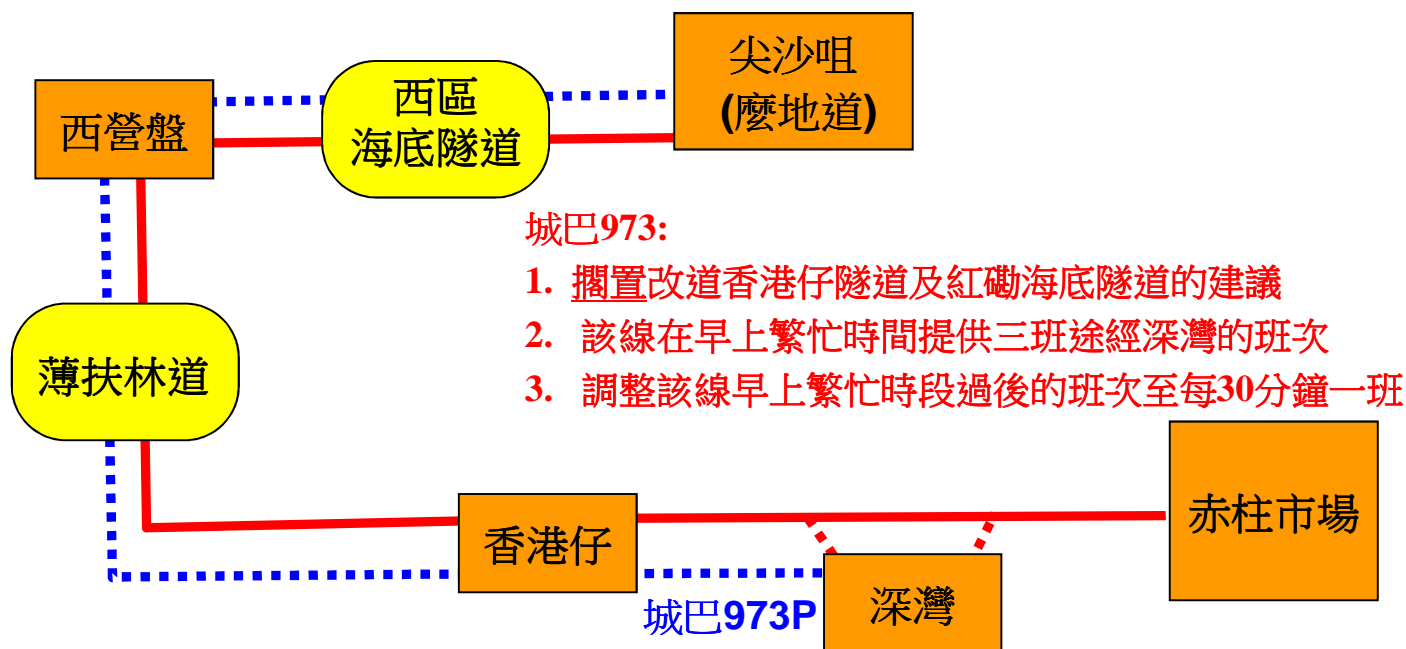 尖沙咀
(麼地道)
西區
海底隧道
西營盤
城巴973:
1. 擱置改道香港仔隧道及紅磡海底隧道的建議
2. 該線在早上繁忙時間提供三班途經深灣的班次
3. 調整該線早上繁忙時段過後的班次至每30分鐘一班
薄扶林道
赤柱市場
香港仔
深灣
城巴973P